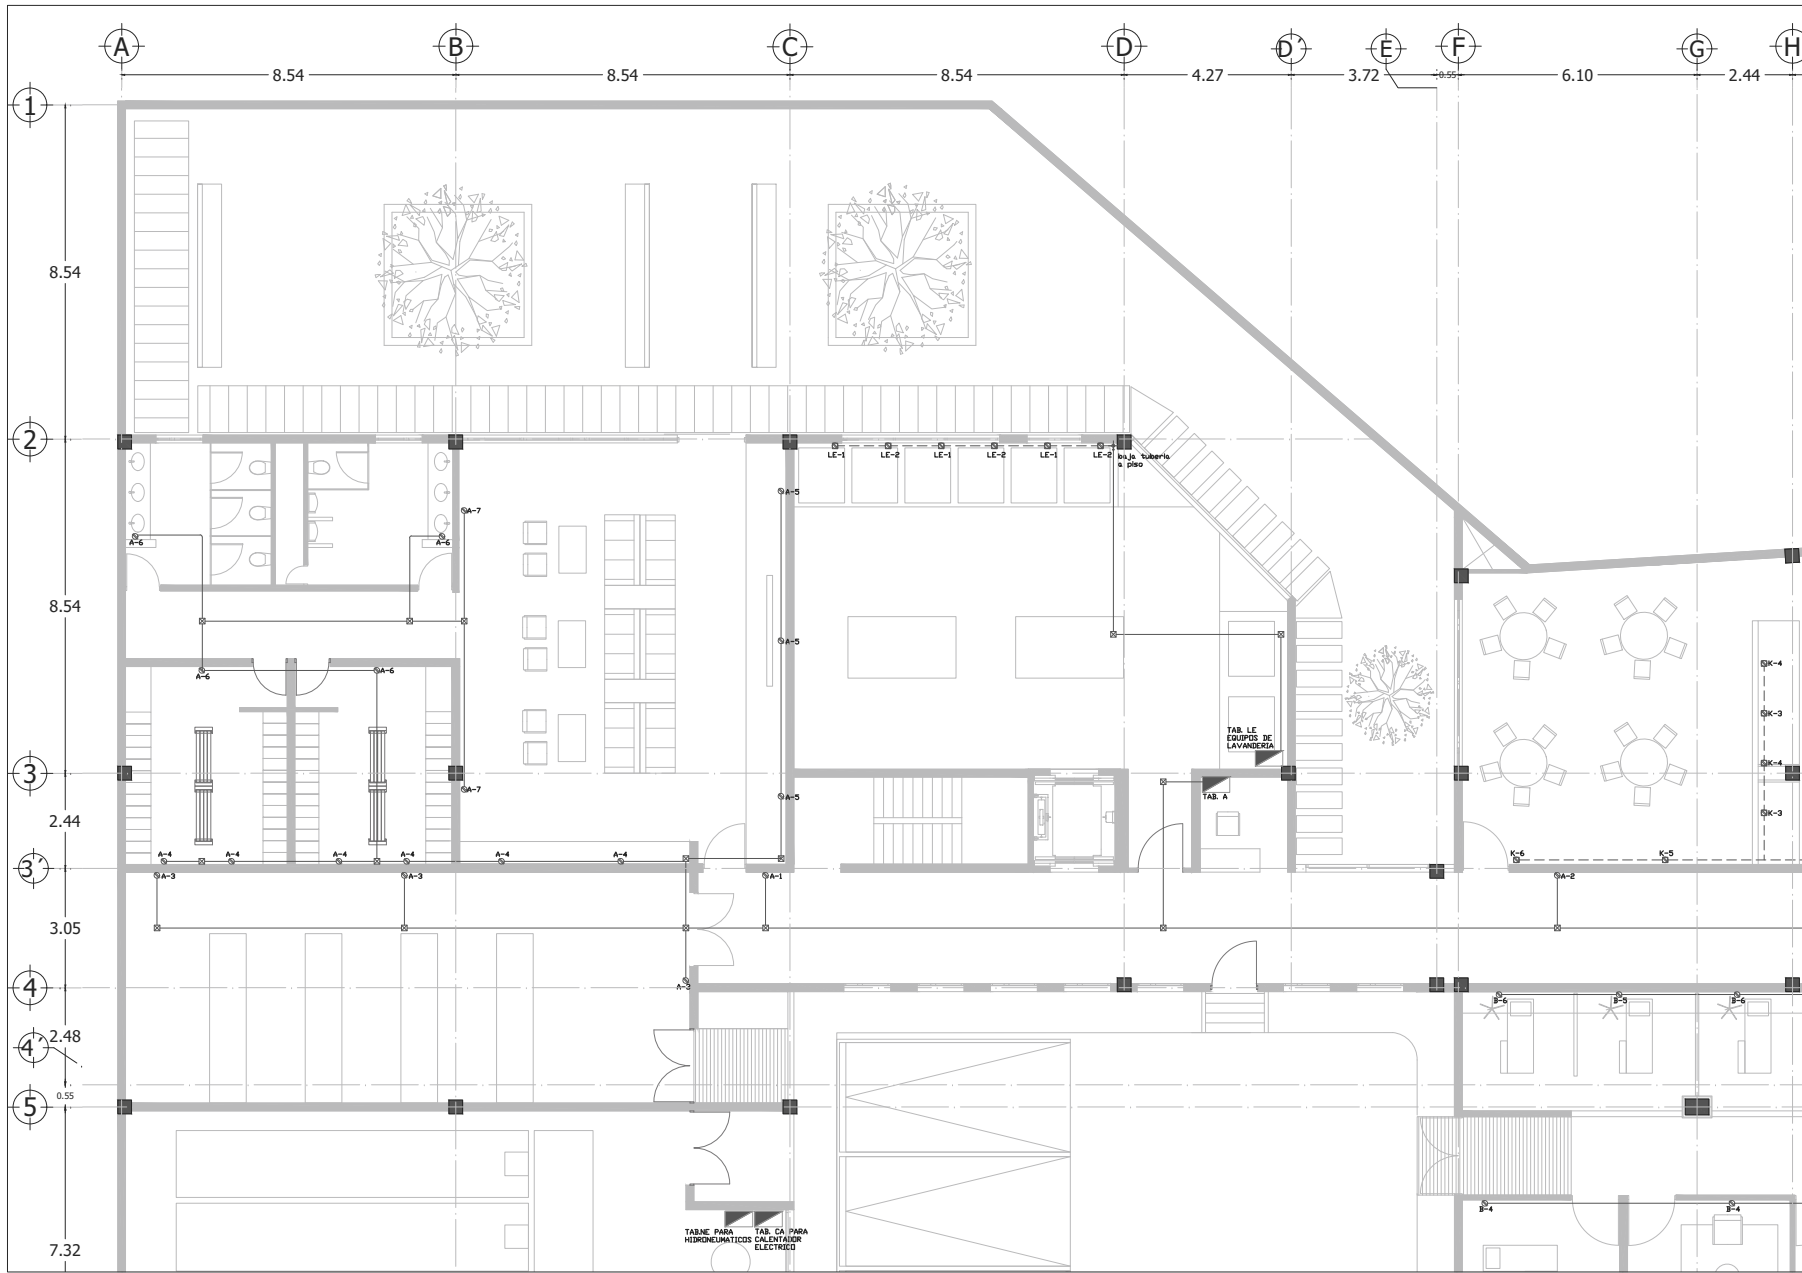 A B C D D´ E F G H
8.54 8.54 8.54 4.27 3.72 0.55 6.10 2.44
1
8.54
2
LE-1 LE-2 LE-1 LE-2 LE-1 LE-2 baja tuberia
a piso
A-5
A-7
A-6 A-6
8.54
A-5
A-6 A-6
K-4
K-3
TAB. LE
EQUIPOS DE
LAVANDERIA
K-4
3
A-7
A-5
TAB. A
K-3
2.44
A-4 A-4 A-4 A-4 A-4 A-4
K-6 K-5
3´
A-3 A-3 A-1 A-2
3.05
4
A-3
B-6 B-5 B-6
2.48
4´
0.55
5
B-4 B-4
TAB.NE PARA
HIDRONEUMATICOS
TAB. CA PARA
CALENTADOR
ELECTRICO
7.32